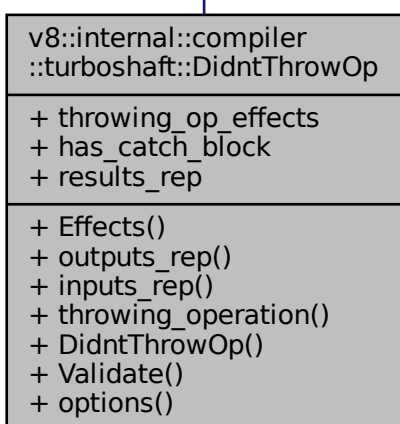 v8::internal::compiler
::turboshaft::DidntThrowOp
+ throwing_op_effects
+ has_catch_block
+ results_rep
+ Effects()
+ outputs_rep()
+ inputs_rep()
+ throwing_operation()
+ DidntThrowOp()
+ Validate()
+ options()